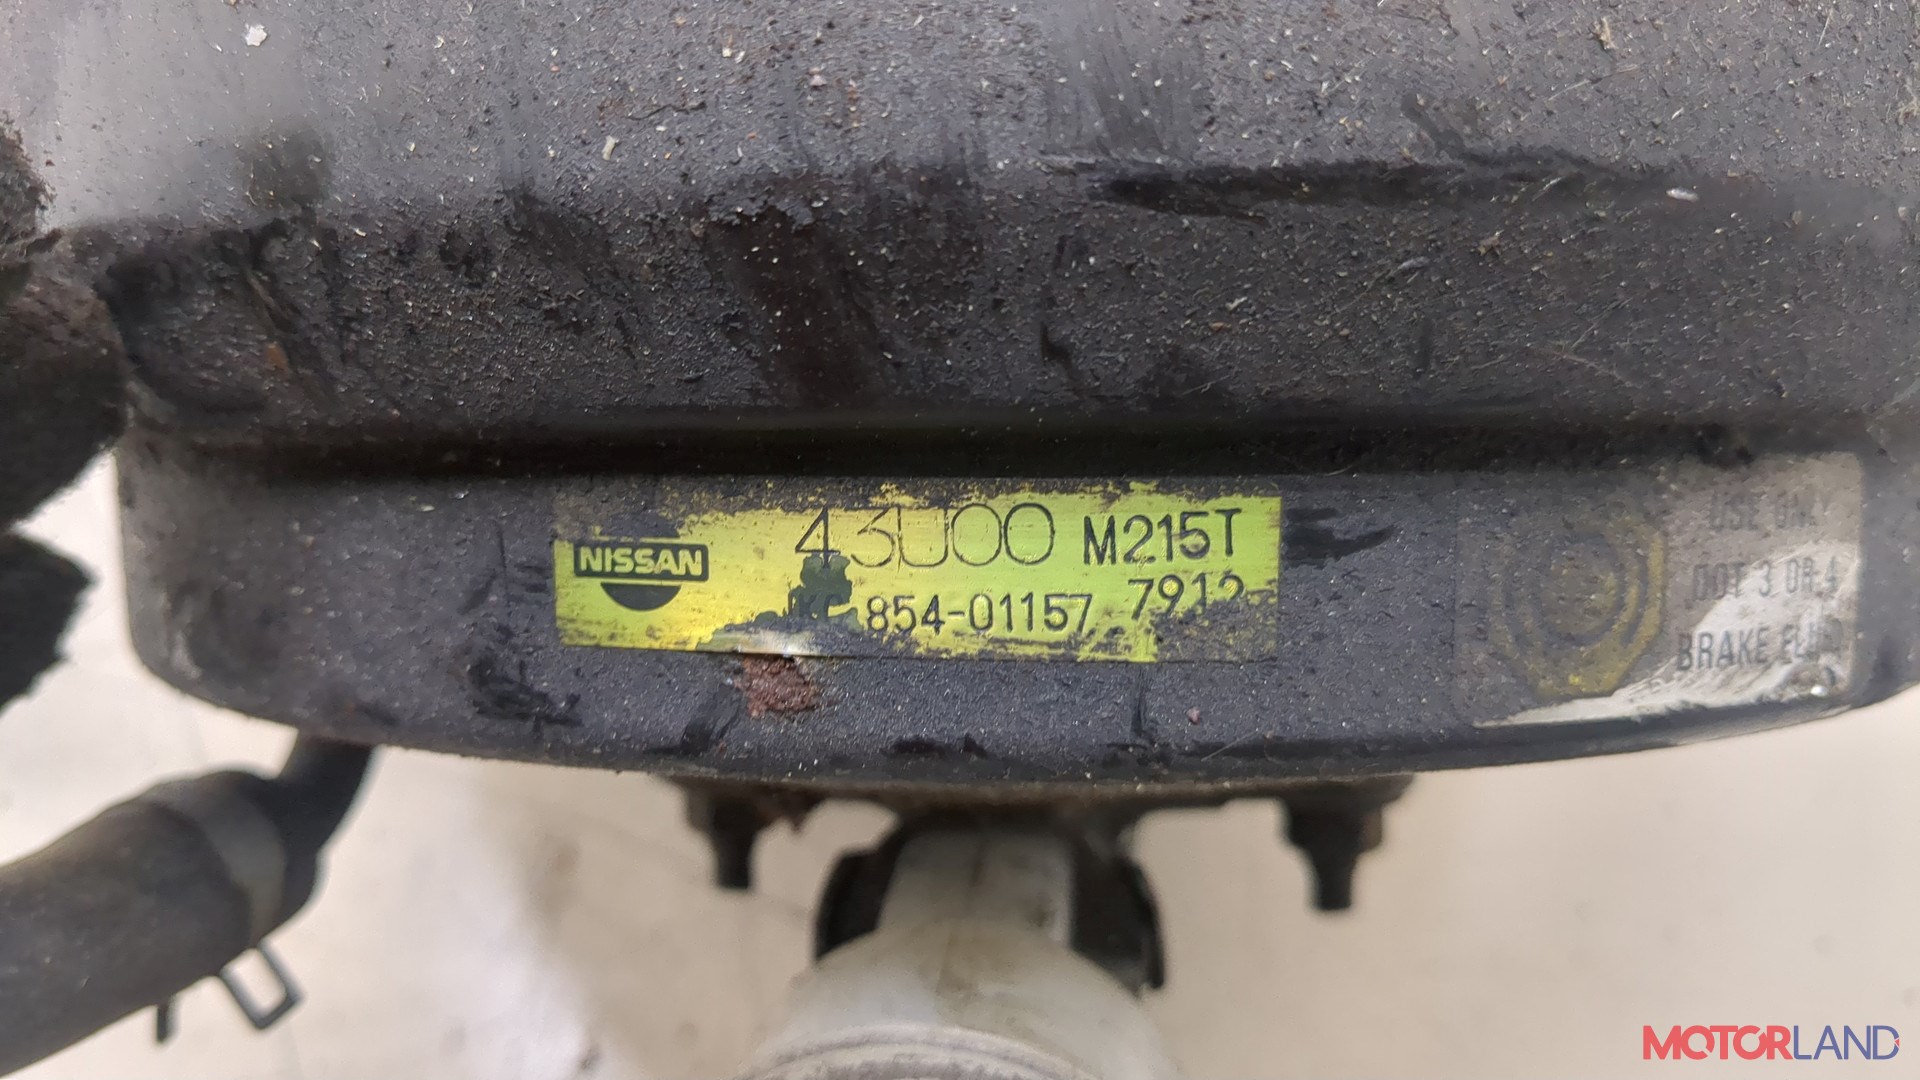 NISSAN
43U00 M215T
854-01157
USE ONLY
DOT 3 OR 4
BRAKE FLUID
MOTORLAND